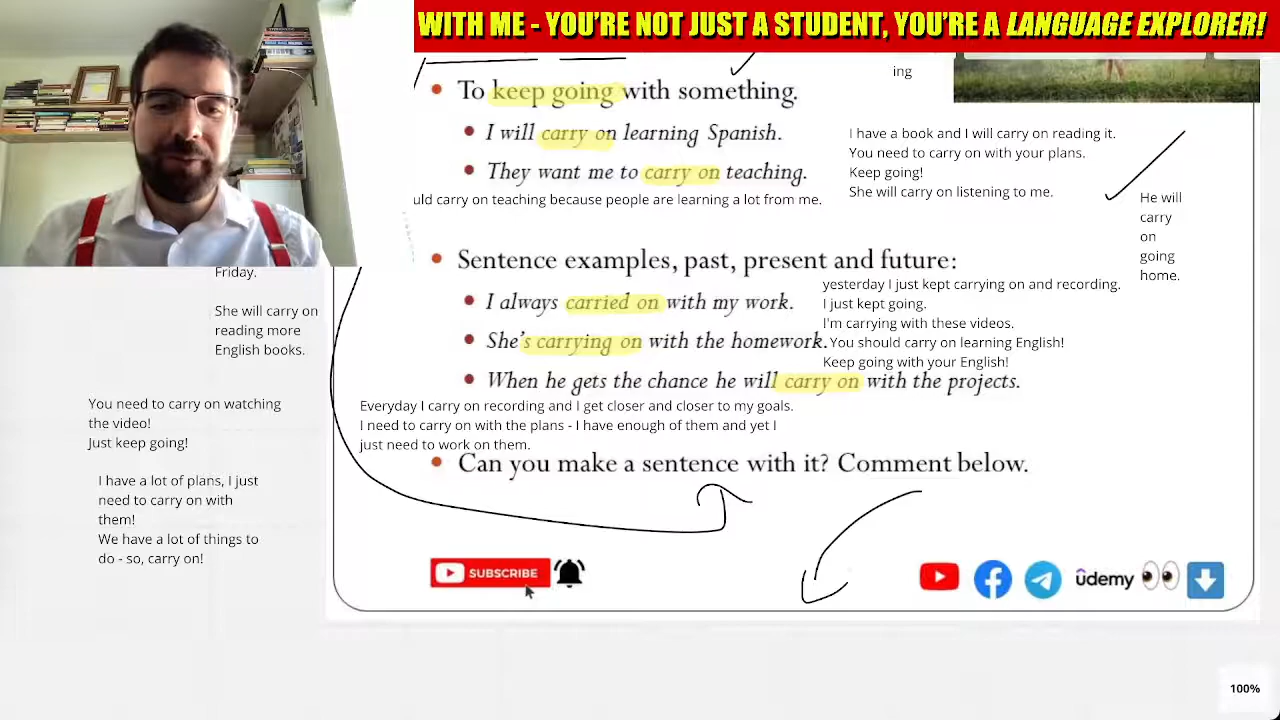 WITH ME - YOU'RE NOT JUST A STUDENT, YOU'RE A LANGUAGE EXPLORER!
ing
• To keep going with something.
• I will carry on learning Spanish.
• They want me to carry on teaching.
uld carry on teaching because people are learning a lot from me.
I have a book and I will carry on reading it.
You need to carry on with your plans.
Keep going!
She will carry on listening to me.
He will
carry
on
going
home.
• Sentence examples, past, present and future:
• I always carried on with my work.
• She's carrying on with the homework.
• When he gets the chance he will carry on with the projects.
yesterday I just kept carrying on and recording.
I just kept going.
I'm carrying with these videos.
You should carry on learning English!
Keep going with your English!
Friday.
She will carry on
reading more
English books.
You need to carry on watching
the video!
Just keep going!
I have a lot of plans, I just
need to carry on with
them!
We have a lot of things to
do - so, carry on!
Everyday I carry on recording and I get closer and closer to my goals.
I need to carry on with the plans - I have enough of them and yet I
just need to work on them.
• Can you make a sentence with it? Comment below.
SUBSCRIBE
ûdemy
100%